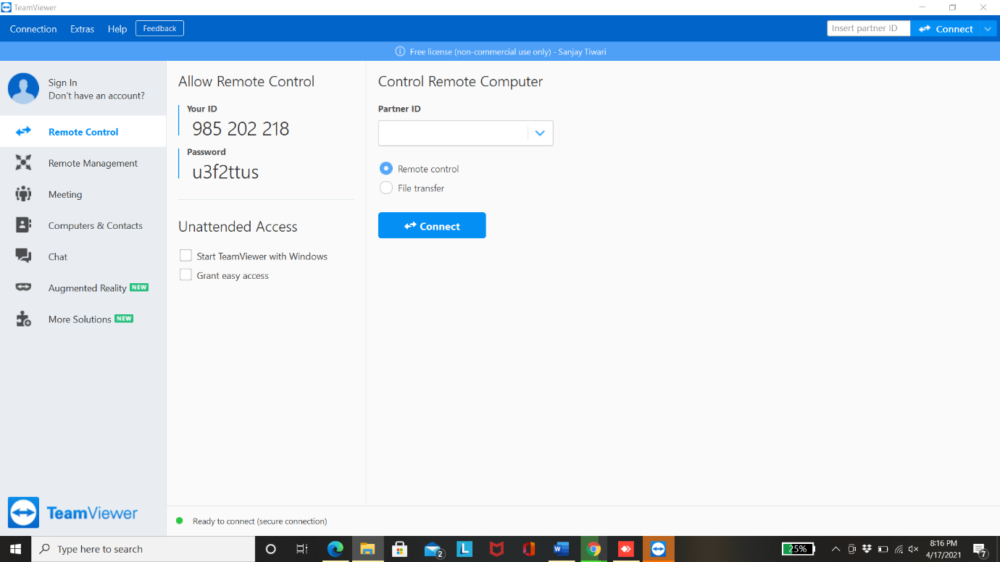 TeamViewer
Connection Extras Help Feedback
Insert partner ID Connect
Free license (non-commercial use only) - Sanjay Tiwari
Sign In
Don't have an account?
Remote Control
Remote Management
Meeting
Computers & Contacts
Chat
Augmented Reality NEW
More Solutions NEW
TeamViewer
Allow Remote Control
Your ID
985 202 218
Password
u3f2ttus
Unattended Access
Start TeamViewer with Windows
Grant easy access
Control Remote Computer
Partner ID
Remote control
File transfer
Connect
Ready to connect (secure connection)
Type here to search
2
L
W
25%
8:16 PM
4/17/2021
7